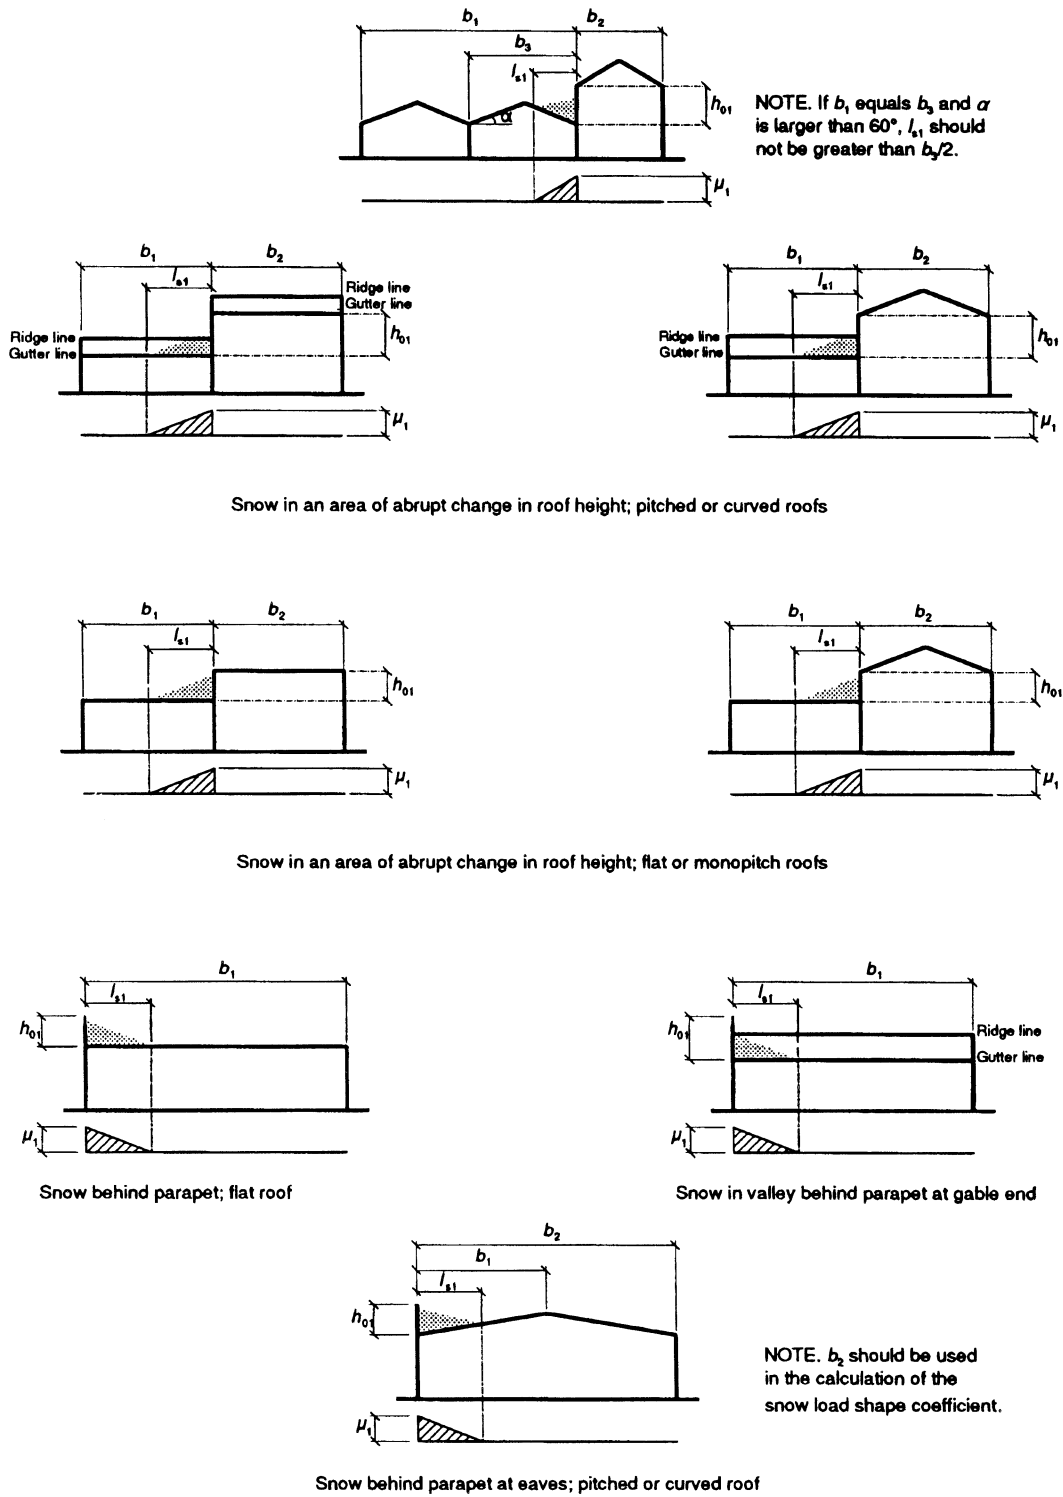 b₁ b₂
b₃
lₛ₁
α
h₀₁
NOTE. If b₁ equals b₃ and α
is larger than 60°, lₛ₁ should
not be greater than b₃/2.
μ₁
b₁ b₂
lₛ₁
Ridge line
Gutter line
h₀₁
Ridge line
Gutter line
μ₁
b₁ b₂
lₛ₁
h₀₁
Ridge line
Gutter line
μ₁
Snow in an area of abrupt change in roof height; pitched or curved roofs
b₁ b₂
lₛ₁
h₀₁
μ₁
b₁ b₂
lₛ₁
h₀₁
μ₁
Snow in an area of abrupt change in roof height; flat or monopitch roofs
b₁
lₛ₁
h₀₁
μ₁
Snow behind parapet; flat roof
b₁
lₛ₁
h₀₁
Ridge line
Gutter line
μ₁
Snow in valley behind parapet at gable end
b₂
b₁
lₛ₁
h₀₁
μ₁
NOTE. b₂ should be used
in the calculation of the
snow load shape coefficient.
Snow behind parapet at eaves; pitched or curved roof